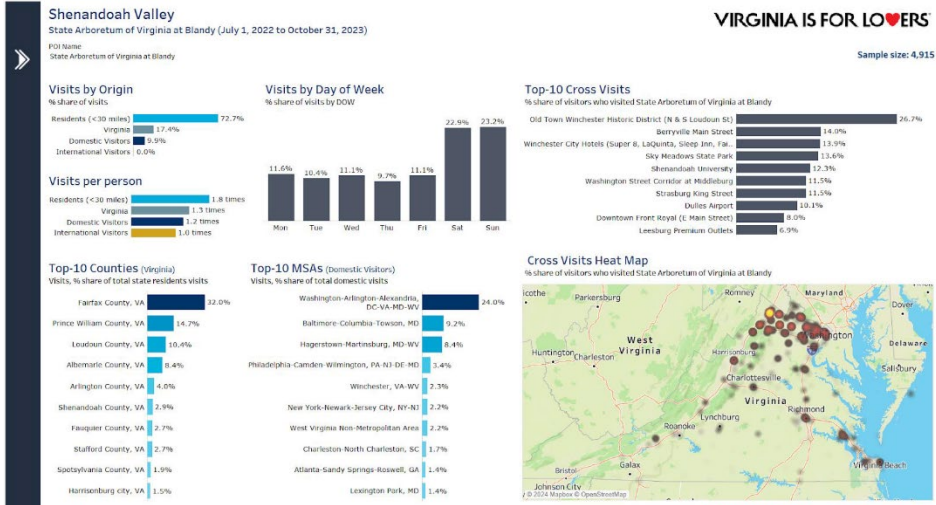 Shenandoah Valley
State Arboretum of Virginia at Blandy (July 1, 2022 to October 31, 2023)
VIRGINIA IS FOR LOVERS
POI Name
State Arboretum of Virginia at Blandy
Sample size: 4,915
Visits by Origin
% share of visits
Residents (<30 miles) 72.7%
Virginia 17.4%
Domestic Visitors 9.9%
International Visitors 0.0%
Visits per person
Residents (<30 miles) 1.8 times
Virginia 1.3 times
Domestic Visitors 1.2 times
International Visitors 1.0 times
Visits by Day of Week
% share of visits by DOW
11.6% 10.4% 11.1% 9.7% 11.1% 22.9% 23.2%
Mon Tue Wed Thu Fri Sat Sun
Top-10 Cross Visits
% share of visitors who visited State Arboretum of Virginia at Blandy
Old Town Winchester Historic District (N & S Loudoun St) 26.7%
Berryville Main Street 14.0%
Winchester City Hotels (Super 8, LaQuinta, Sleep Inn, Fai.. 13.9%
Sky Meadows State Park 13.6%
Shenandoah University 12.3%
Washington Street Corridor at Middleburg 11.5%
Strasburg King Street 11.5%
Dulles Airport 10.1%
Downtown Front Royal (E Main Street) 8.0%
Leesburg Premium Outlets 6.9%
Top-10 Counties (Virginia)
Visits, % share of total state residents visits
Fairfax County, VA 32.0%
Prince William County, VA 14.7%
Loudoun County, VA 10.4%
Albemarle County, VA 8.4%
Arlington County, VA 4.0%
Shenandoah County, VA 2.9%
Fauquier County, VA 2.7%
Stafford County, VA 2.7%
Spotsylvania County, VA 1.9%
Harrisonburg city, VA 1.5%
Top-10 MSAs (Domestic Visitors)
Visits, % share of total domestic visits
Washington-Arlington-Alexandria,
DC-VA-MD-WV 24.0%
Baltimore-Columbia-Towson, MD 9.2%
Hagerstown-Martinsburg, MD-WV 8.4%
Philadelphia-Camden-Wilmington, PA-NJ-DE-MD 3.4%
Winchester, VA-WV 2.3%
New York-Newark-Jersey City, NY-NJ 2.2%
West Virginia Non-Metropolitan Area 2.2%
Charleston-North Charleston, SC 1.7%
Atlanta-Sandy Springs-Roswell, GA 1.4%
Lexington Park, MD 1.4%
Cross Visits Heat Map
% share of visitors who visited State Arboretum of Virginia at Blandy
icothe
Parkersburg
Romney
Maryland
Dover
West
Virginia
Delaware
Huntington
Charleston
Harrisonburg
Salisbury
Charlottesville
Virginia
Lynchburg
Richmond
Roanoke
Galax
Bristol
Virginia Beach
Johnson City
© 2024 Mapbox © OpenStreetMap